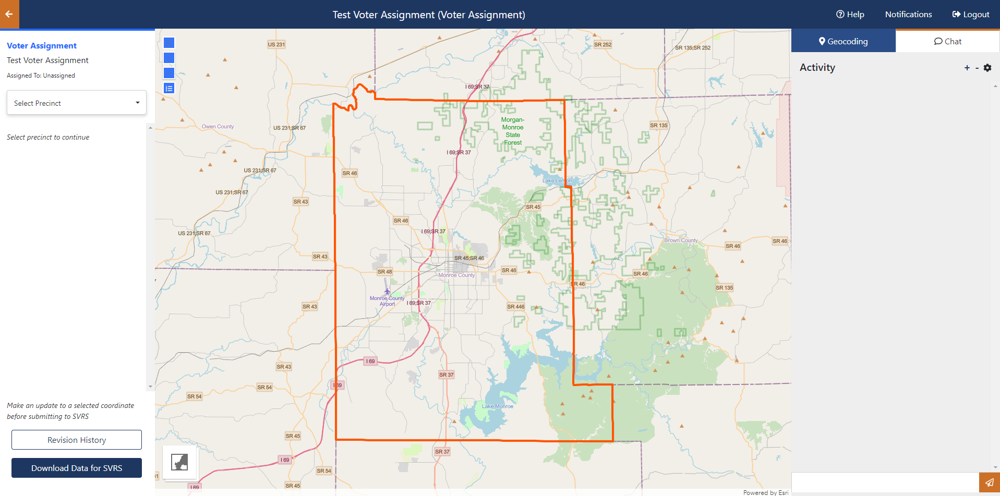 Test Voter Assignment (Voter Assignment)
Help
Notifications
Logout
Voter Assignment
Test Voter Assignment
Assigned To: Unassigned
Select Precinct
Select precinct to continue
Make an update to a selected coordinate
before submitting to SVRS
Revision History
Download Data for SVRS
Geocoding
Chat
Activity
+ -
US 231
SR 252
SR 135;SR 252
I 69;SR 37
Owen County
US 231;SR 67
Morgan-
Monroe
State
Forest
SR 135
I 69;SR 37
US 231;SR 67
SR 46
Lake Lemon
US 231;SR 67
SR 43
SR 45
SR 46
I 69;SR 37
US 231;SR 67
Brown County
SR 46
SR 46
SR 43
SR 45;SR 46
SR 48
Monroe County
SR 46
SR 46
SR 46
SR 135
Monroe County
Airport
I 69;SR 37
SR 43
SR 446
I 69
SR 43
SR 37
I 69
SR 54
SR 54
Lake Monroe
SR 45
SR 37
I 69
SR 54
SR 45
I 69
Powered by Esri